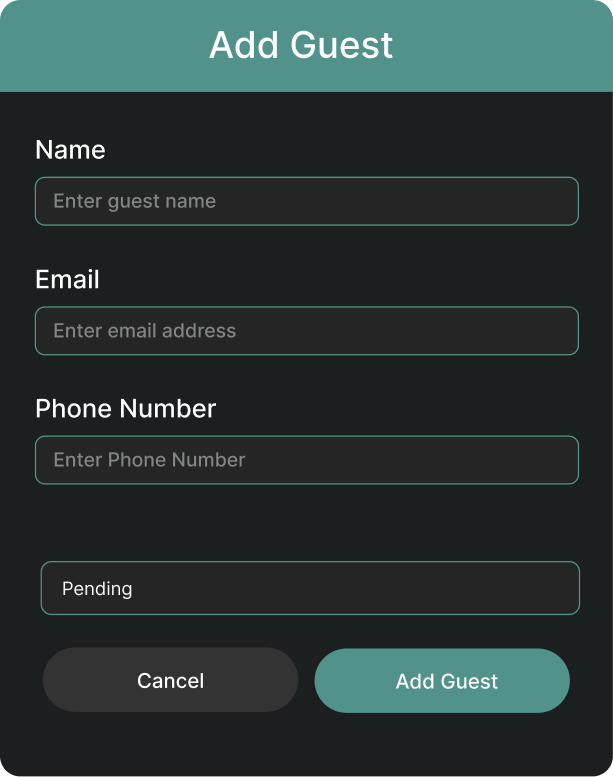 Add Guest
Name
Enter guest name
Email
Enter email address
Phone Number
Enter Phone Number
Pending
Cancel
Add Guest